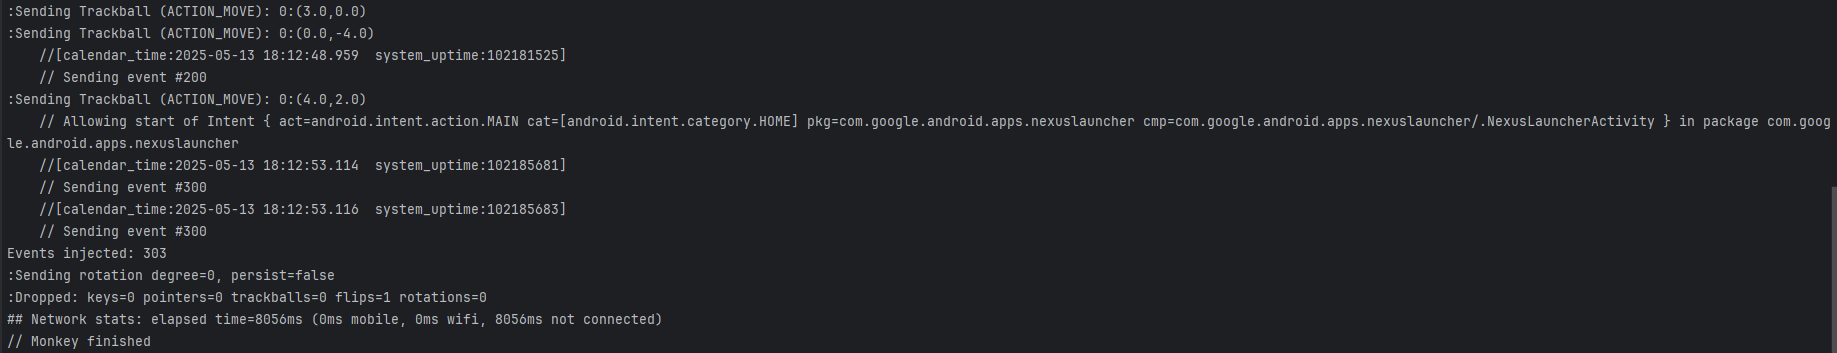 :Sending Trackball (ACTION_MOVE): 0:(3.0,0.0)
:Sending Trackball (ACTION_MOVE): 0:(0.0,-4.0)
    //[calendar_time:2025-05-13 18:12:48.959  system_uptime:102181525]
    // Sending event #200
:Sending Trackball (ACTION_MOVE): 0:(4.0,2.0)
    // Allowing start of Intent { act=android.intent.action.MAIN cat=[android.intent.category.HOME] pkg=com.google.android.apps.nexuslauncher cmp=com.google.android.apps.nexuslauncher/.NexusLauncherActivity } in package com.goog
le.android.apps.nexuslauncher
    //[calendar_time:2025-05-13 18:12:53.114  system_uptime:102185681]
    // Sending event #300
    //[calendar_time:2025-05-13 18:12:53.116  system_uptime:102185683]
    // Sending event #300
Events injected: 303
:Sending rotation degree=0, persist=false
:Dropped: keys=0 pointers=0 trackballs=0 flips=1 rotations=0
## Network stats: elapsed time=8056ms (0ms mobile, 0ms wifi, 8056ms not connected)
// Monkey finished